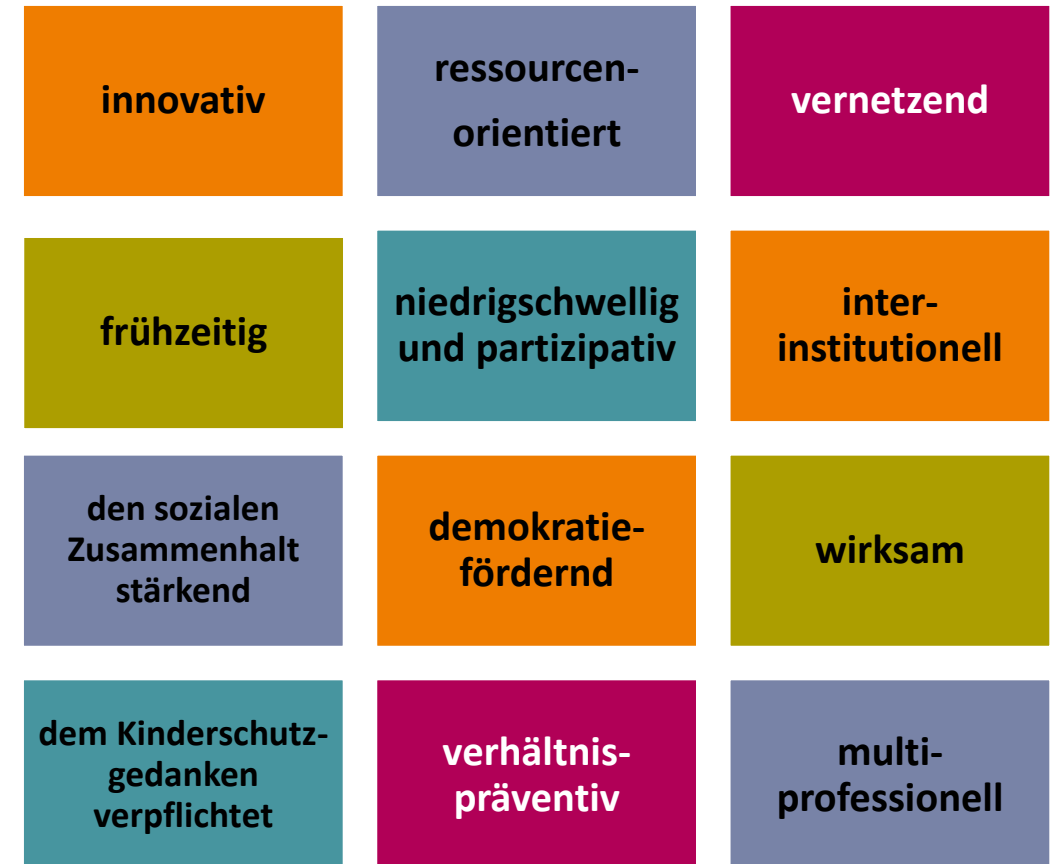 innovativ
ressourcen-
orientiert
vernetzend
frühzeitig
niedrigschwellig
und partizipativ
inter-
institutionell
den sozialen
Zusammenhalt
stärkend
demokratie-
fördernd
wirksam
dem Kinderschutz-
gedanken
verpflichtet
verhältnis-
präventiv
multi-
professionell